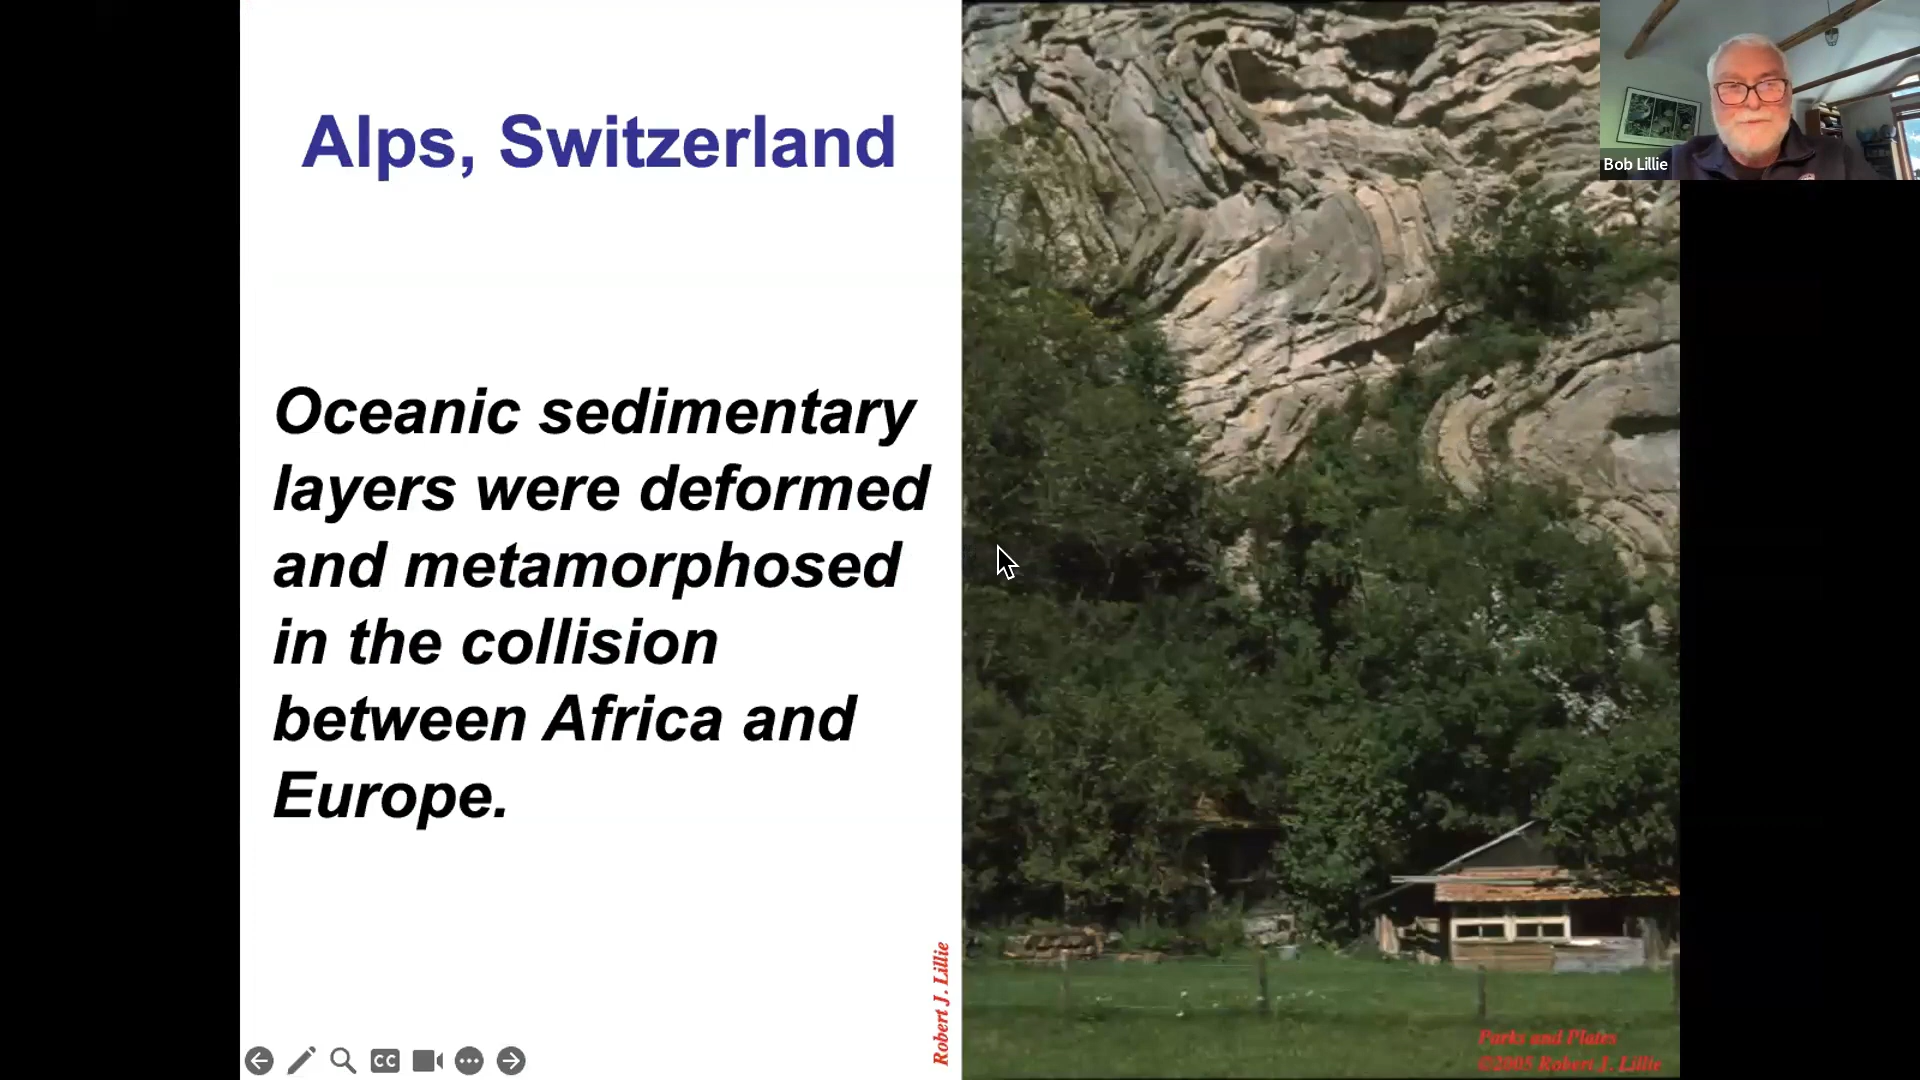 Alps, Switzerland
Bob Lillie
Oceanic sedimentary
layers were deformed
and metamorphosed
in the collision
between Africa and
Europe.
Robert J. Lillie
Parks and Plates
©2005 Robert J. Lillie
CC